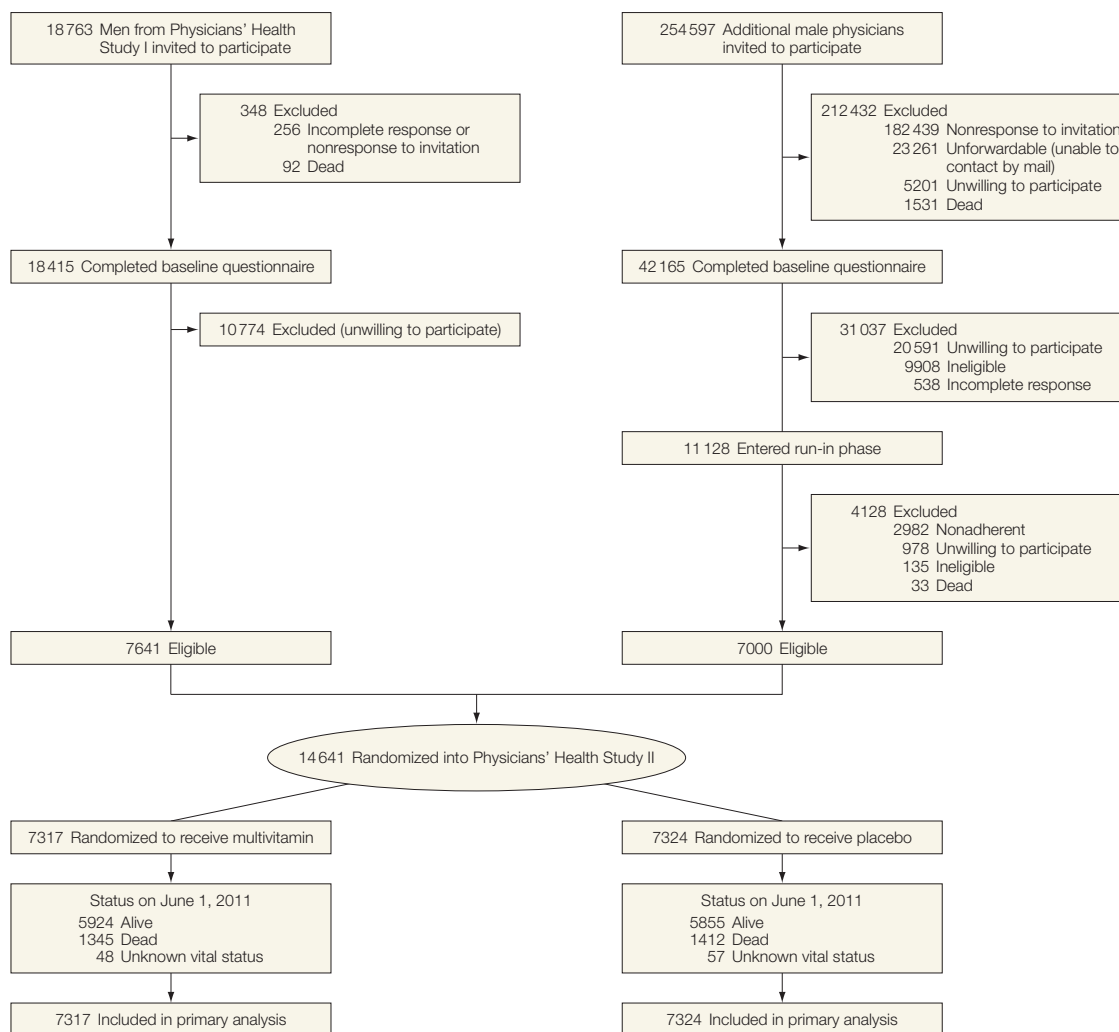 18763 Men from Physicians' Health
Study I invited to participate
254597 Additional male physicians
invited to participate
348 Excluded
256 Incomplete response or
nonresponse to invitation
92 Dead
212432 Excluded
182439 Nonresponse to invitation
23261 Unforwardable (unable to
contact by mail)
5201 Unwilling to participate
1531 Dead
18415 Completed baseline questionnaire
42165 Completed baseline questionnaire
10774 Excluded (unwilling to participate)
31037 Excluded
20591 Unwilling to participate
9908 Ineligible
538 Incomplete response
11128 Entered run-in phase
4128 Excluded
2982 Nonadherent
978 Unwilling to participate
135 Ineligible
33 Dead
7641 Eligible
7000 Eligible
14641 Randomized into Physicians' Health Study II
7317 Randomized to receive multivitamin
7324 Randomized to receive placebo
Status on June 1, 2011
5924 Alive
1345 Dead
48 Unknown vital status
Status on June 1, 2011
5855 Alive
1412 Dead
57 Unknown vital status
7317 Included in primary analysis
7324 Included in primary analysis